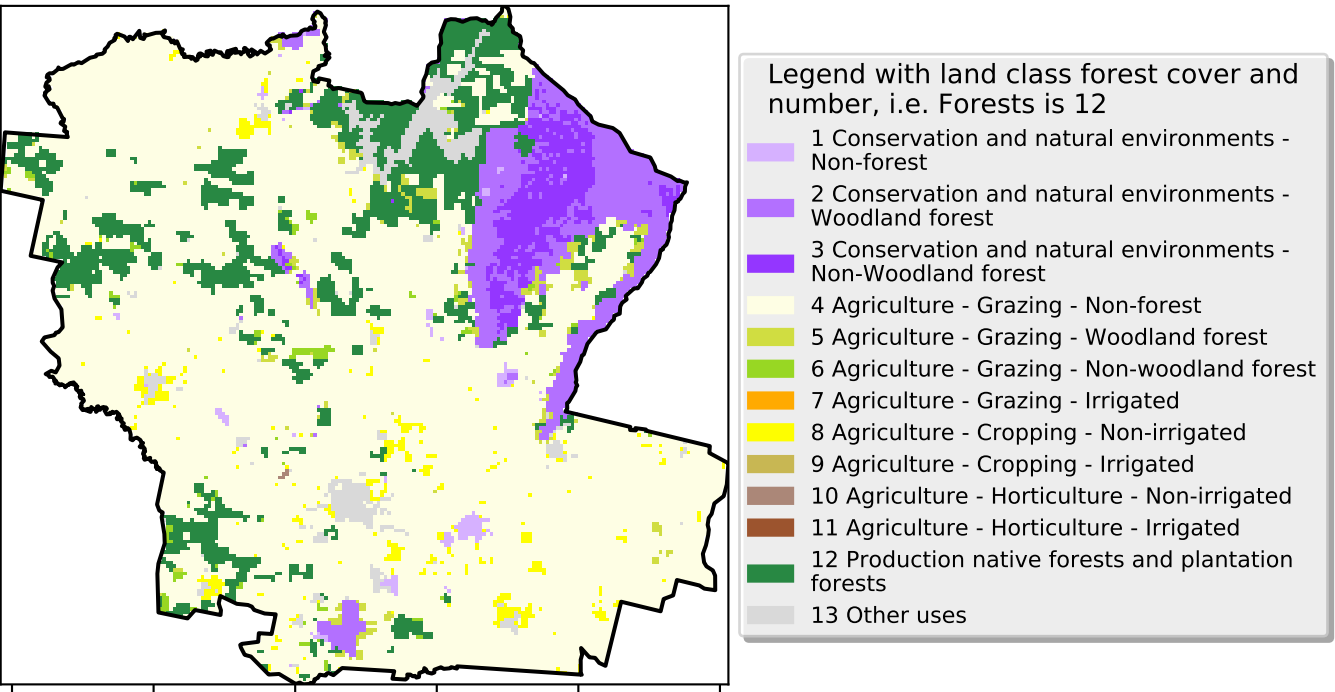 Legend with land class forest cover and
number, i.e. Forests is 12
1 Conservation and natural environments -
Non-forest
2 Conservation and natural environments -
Woodland forest
3 Conservation and natural environments -
Non-Woodland forest
4 Agriculture - Grazing - Non-forest
5 Agriculture - Grazing - Woodland forest
6 Agriculture - Grazing - Non-woodland forest
7 Agriculture - Grazing - Irrigated
8 Agriculture - Cropping - Non-irrigated
9 Agriculture - Cropping - Irrigated
10 Agriculture - Horticulture - Non-irrigated
11 Agriculture - Horticulture - Irrigated
12 Production native forests and plantation
forests
13 Other uses